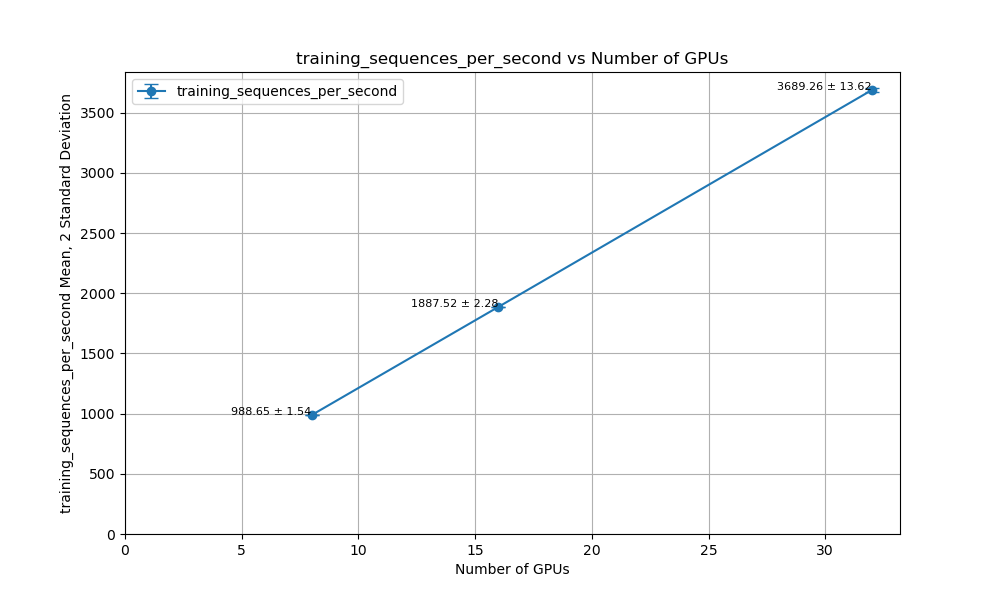 training_sequences_per_second vs Number of GPUs
training_sequences_per_second
3689.26 ± 13.62
1887.52 ± 2.28
988.65 ± 1.54
training_sequences_per_second Mean, 2 Standard Deviation
3500
3000
2500
2000
1500
1000
500
0
0 5 10 15 20 25 30
Number of GPUs